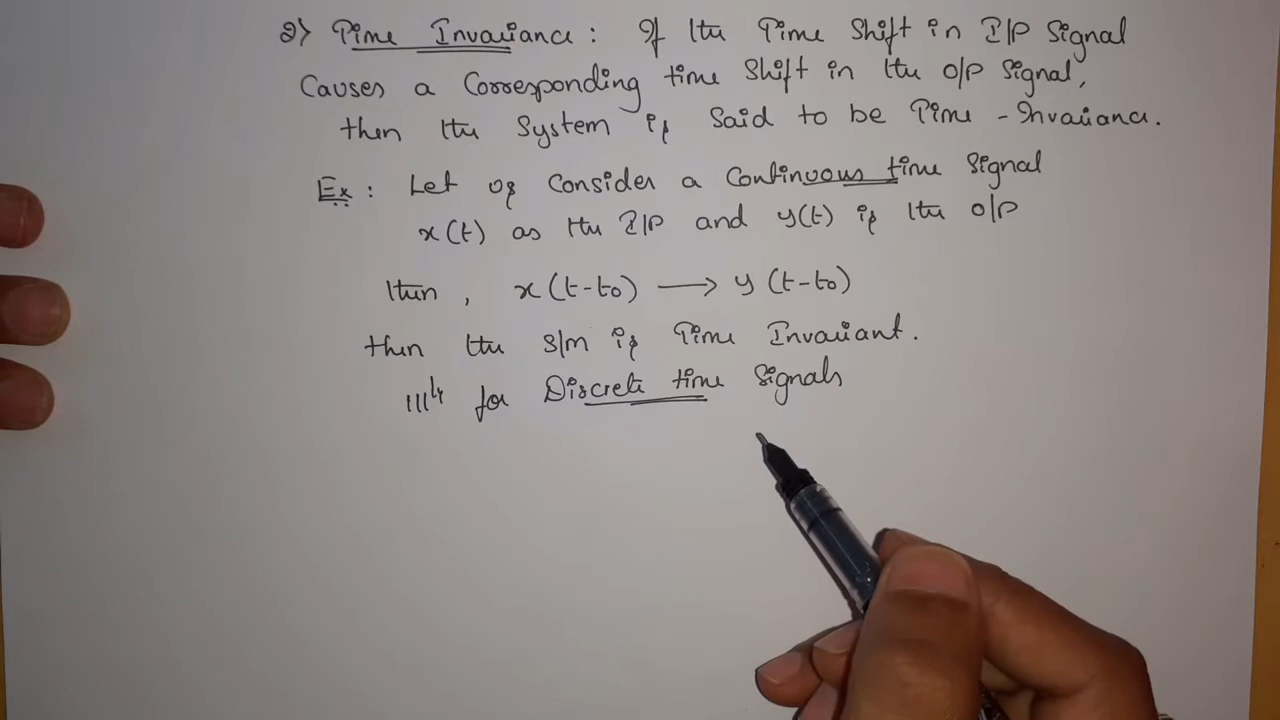 2) Time Invariance : If the Time Shift in I/P Signal
Causes a Corresponding time Shift in the O/P Signal,
then the System is Said to be Time - Invariance.
Ex : Let us Consider a Continuous time Signal
x(t) as the I/P and y(t) is the O/P
then , x(t-t0) → y(t-t0)
then the S/m is Time Invariant.
|||ly for Discrete time Signals